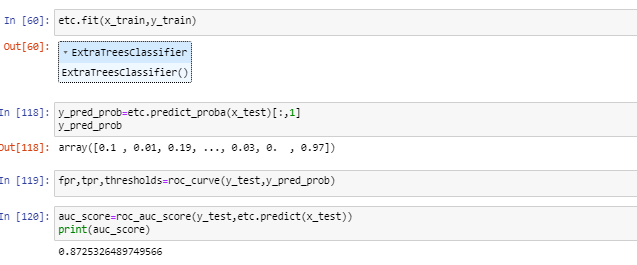 In [60]: etc.fit(x_train,y_train)
Out[60]: ▾ ExtraTreesClassifier
ExtraTreesClassifier()
In [118]: y_pred_prob=etc.predict_proba(x_test)[:,1]
y_pred_prob
Out[118]: array([0.1 , 0.01, 0.19, ..., 0.03, 0.  , 0.97])
In [119]: fpr,tpr,thresholds=roc_curve(y_test,y_pred_prob)
In [120]: auc_score=roc_auc_score(y_test,etc.predict(x_test))
print(auc_score)
0.8725326489749566